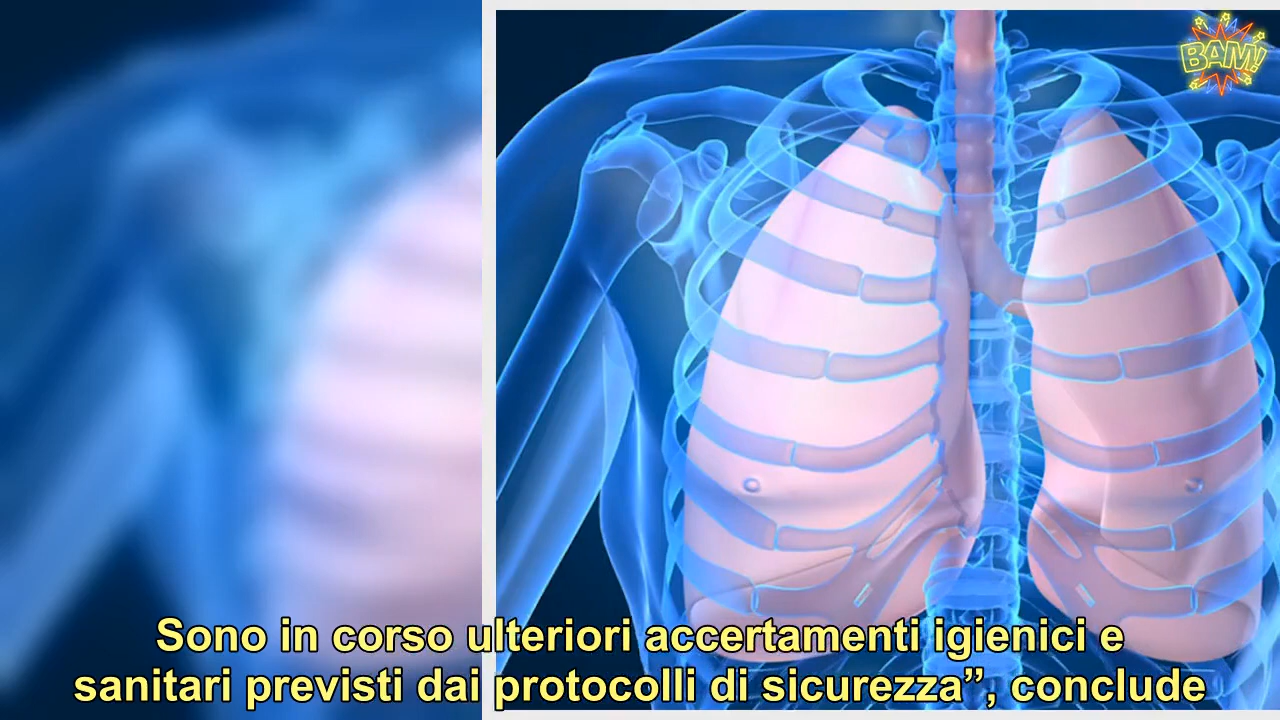 BAM!
Sono in corso ulteriori accertamenti igienici e
sanitari previsti dai protocolli di sicurezza”, conclude